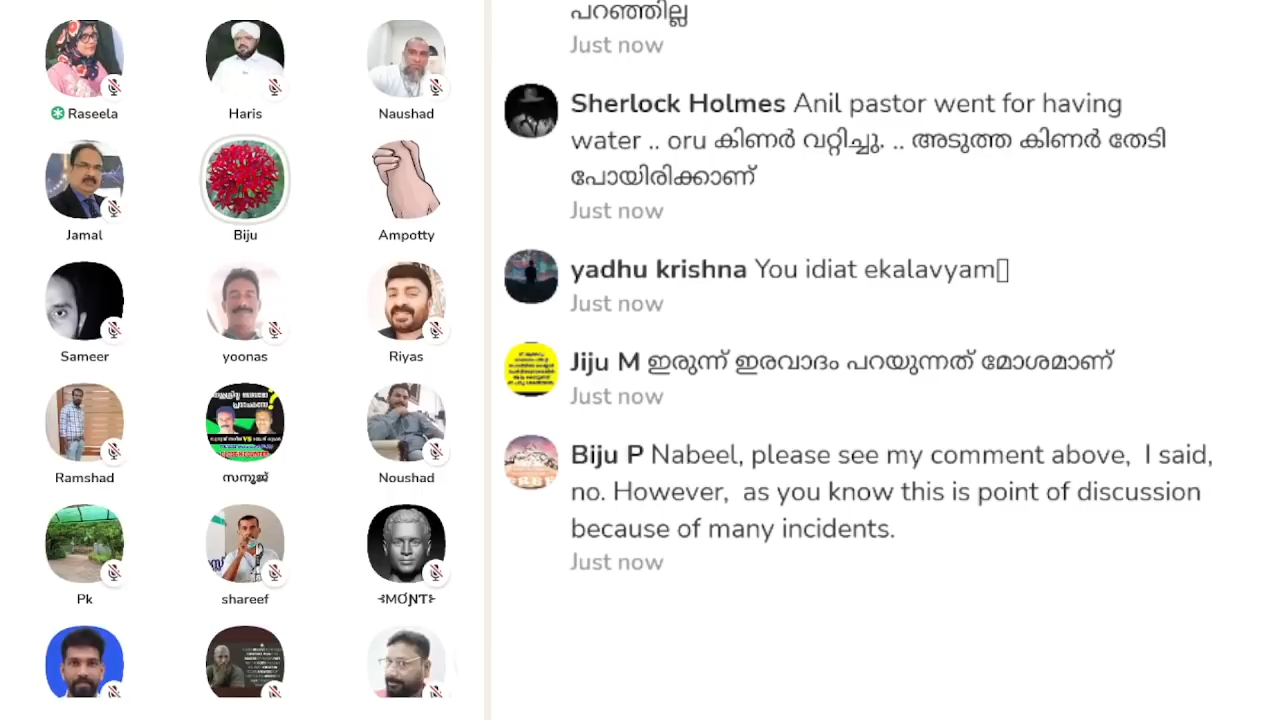 Raseela
Haris
Naushad
Jamal
Biju
Ampotty
Sameer
yoonas
Riyas
Ramshad
സനൂജ്
Noushad
Pk
shareef
പറഞ്ഞില്ല
Just now
Sherlock Holmes Anil pastor went for having
water .. oru കിണർ വറ്റിച്ചു. .. അടുത്ത കിണർ തേടി
പോയിരിക്കാണ്
Just now
yadhu krishna You idiat ekalavyam
Just now
Jiju M ഇരുന്ന് ഇരവാദം പറയുന്നത് മോശമാണ്
Just now
Biju P Nabeel, please see my comment above, I said,
no. However, as you know this is point of discussion
because of many incidents.
Just now